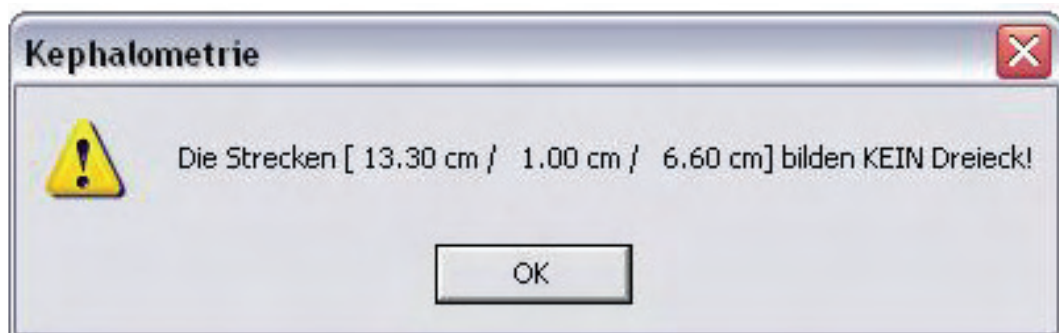 Kephalometrie
Die Strecken [ 13.30 cm / 1.00 cm / 6.60 cm] bilden KEIN Dreieck!
OK